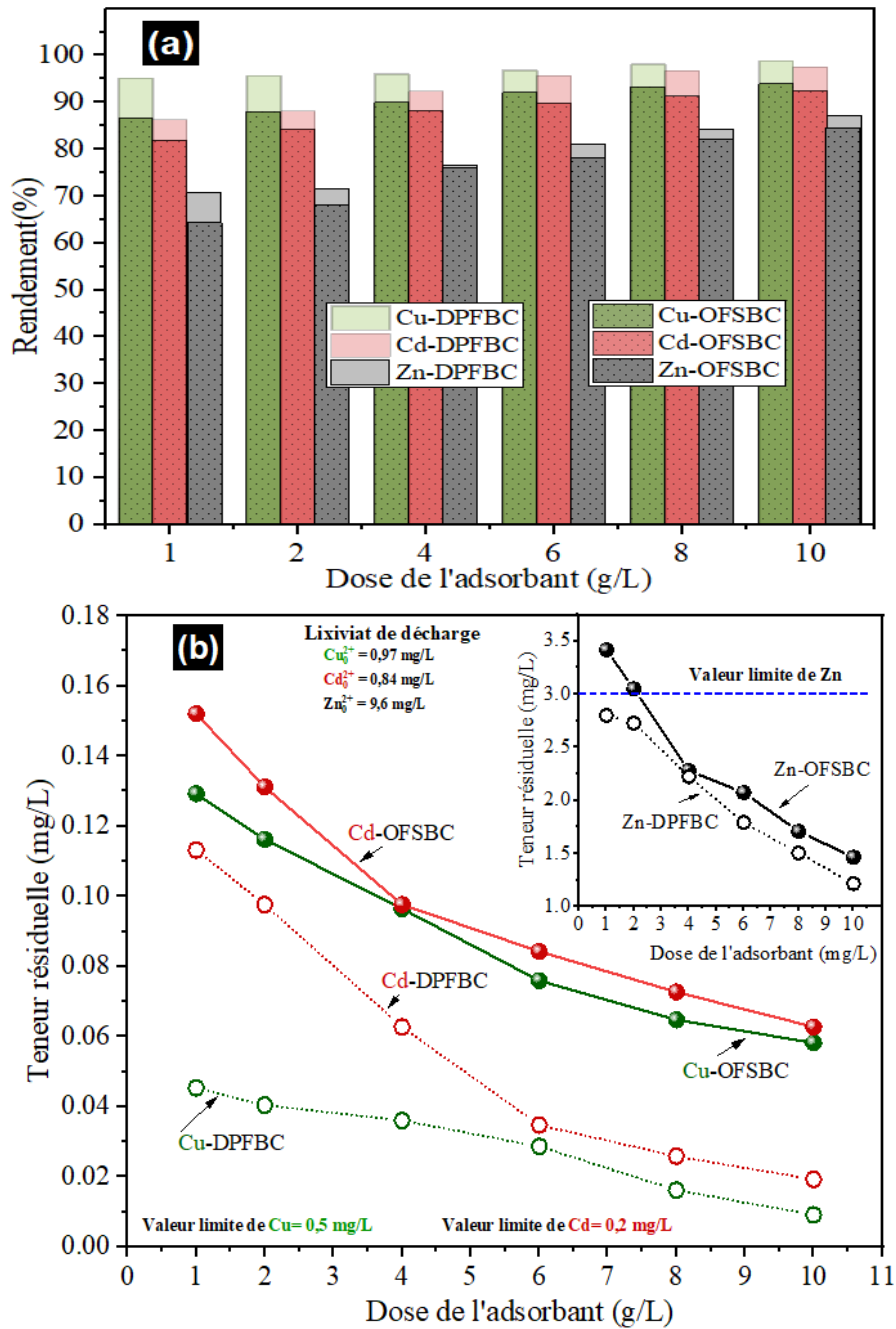 (a)
100
90
80
70
60
50
40
30
20
10
0
Rendement(%)
Cu-DPFBC
Cd-DPFBC
Zn-DPFBC
Cu-OFSBC
Cd-OFSBC
Zn-OFSBC
1 2 4 6 8 10
Dose de l'adsorbant (g/L)
(b)
0.18
0.16
0.14
0.12
0.10
0.08
0.06
0.04
0.02
0.00
Teneur résiduelle (mg/L)
Lixiviat de décharge
Cu₀²⁺ = 0,97 mg/L
Cd₀²⁺ = 0,84 mg/L
Zn₀²⁺ = 9,6 mg/L
Cd-OFSBC
Cd-DPFBC
Cu-OFSBC
Cu-DPFBC
Valeur limite de Cu= 0,5 mg/L
Valeur limite de Cd= 0,2 mg/L
0 1 2 3 4 5 6 7 8 9 10 11
Dose de l'adsorbant (g/L)
3.5
3.0
2.5
2.0
1.5
1.0
Teneur résiduelle (mg/L)
Valeur limite de Zn
Zn-OFSBC
Zn-DPFBC
0 1 2 3 4 5 6 7 8 9 10 11
Dose de l'adsorbant (mg/L)